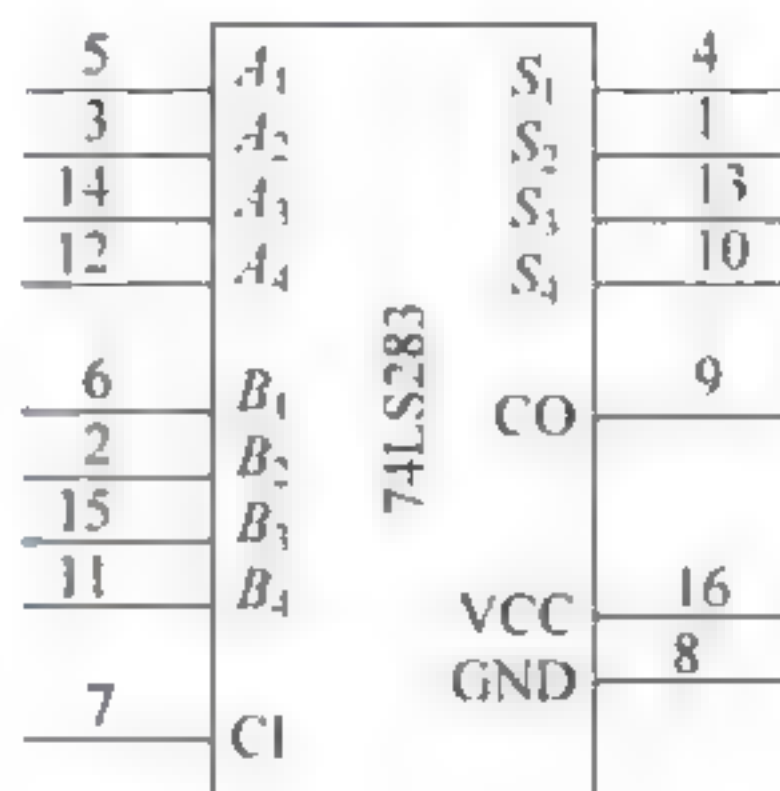 5 A₁ S₁ 4
3 A₂ S₂ 1
14 A₃ S₃ 13
12 A₄ S₄ 10
74LS283
6 B₁ CO 9
2 B₂
15 B₃
11 B₄ VCC 16
GND 8
7 CI